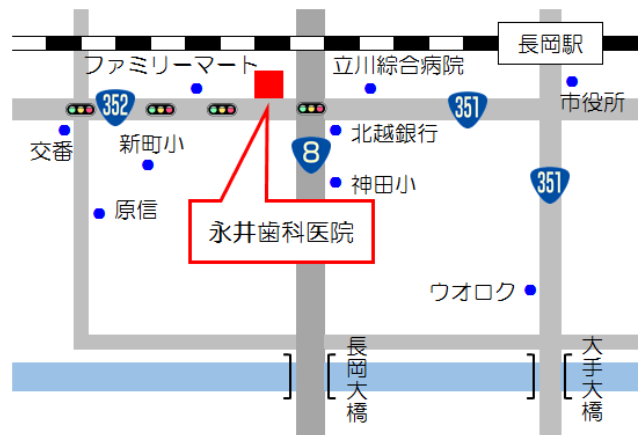 長岡駅
ファミリーマート
立川綜合病院
市役所
352
351
交番
新町小
北越銀行
8
神田小
351
原信
永井歯科医院
ウオロク
長岡大橋
大手大橋